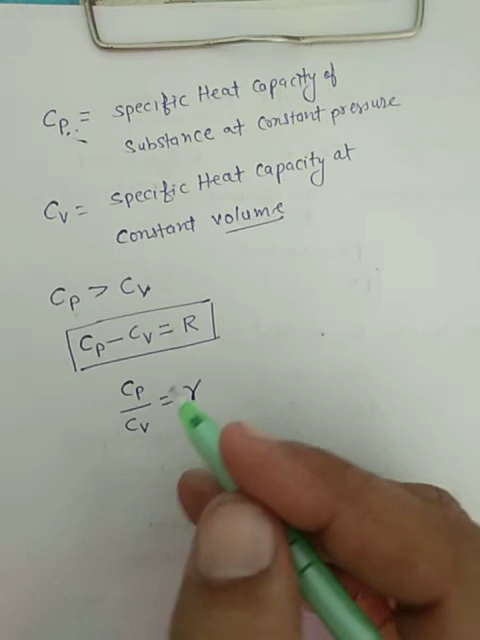 Cp = specific Heat capacity of
substance at constant pressure
Cv = specific Heat capacity at
constant volume
Cp > Cv
Cp − Cv = R
Cp/Cv = γ